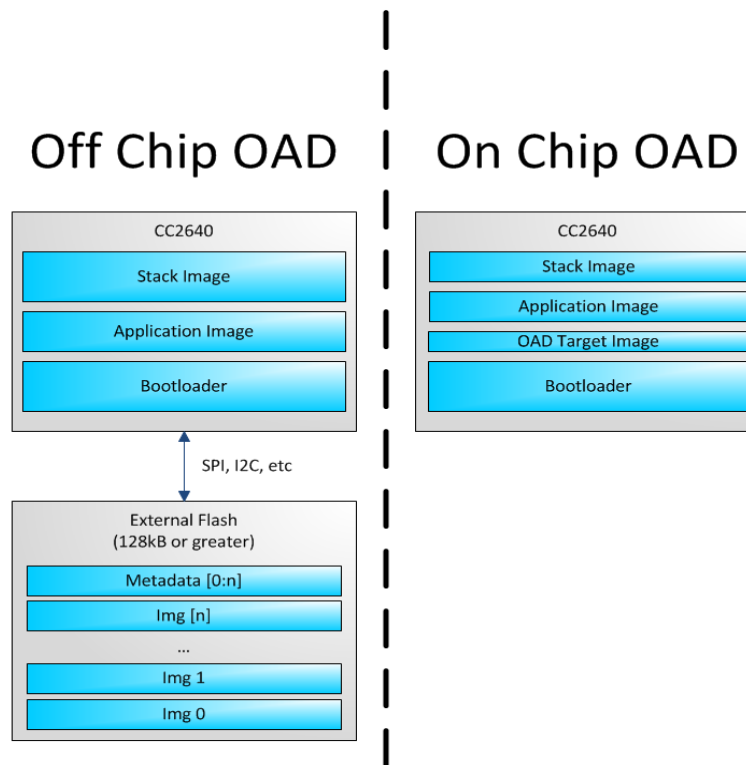 Off Chip OAD
CC2640
Stack Image
Application Image
Bootloader
SPI, I2C, etc
External Flash
(128kB or greater)
Metadata [0:n]
Img [n]
...
Img 1
Img 0
On Chip OAD
CC2640
Stack Image
Application Image
OAD Target Image
Bootloader